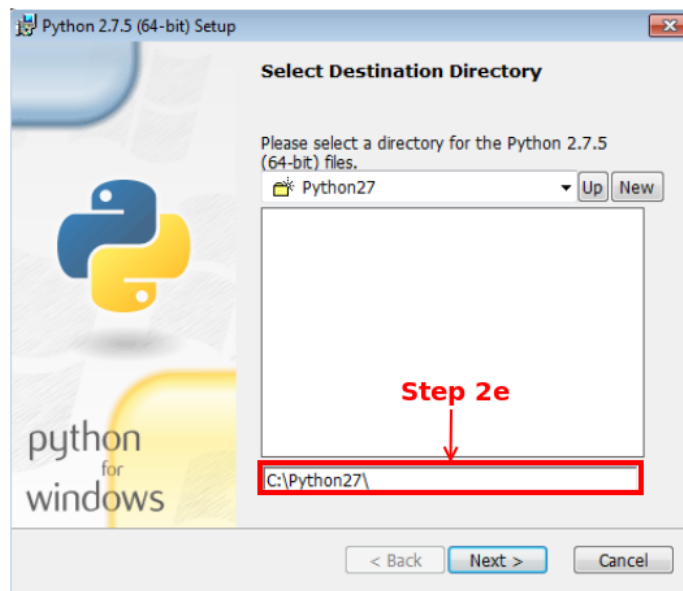 Python 2.7.5 (64-bit) Setup
Select Destination Directory
Please select a directory for the Python 2.7.5
(64-bit) files.
Python27
Up
New
Step 2e
C:\Python27\
python
for
windows
< Back
Next >
Cancel